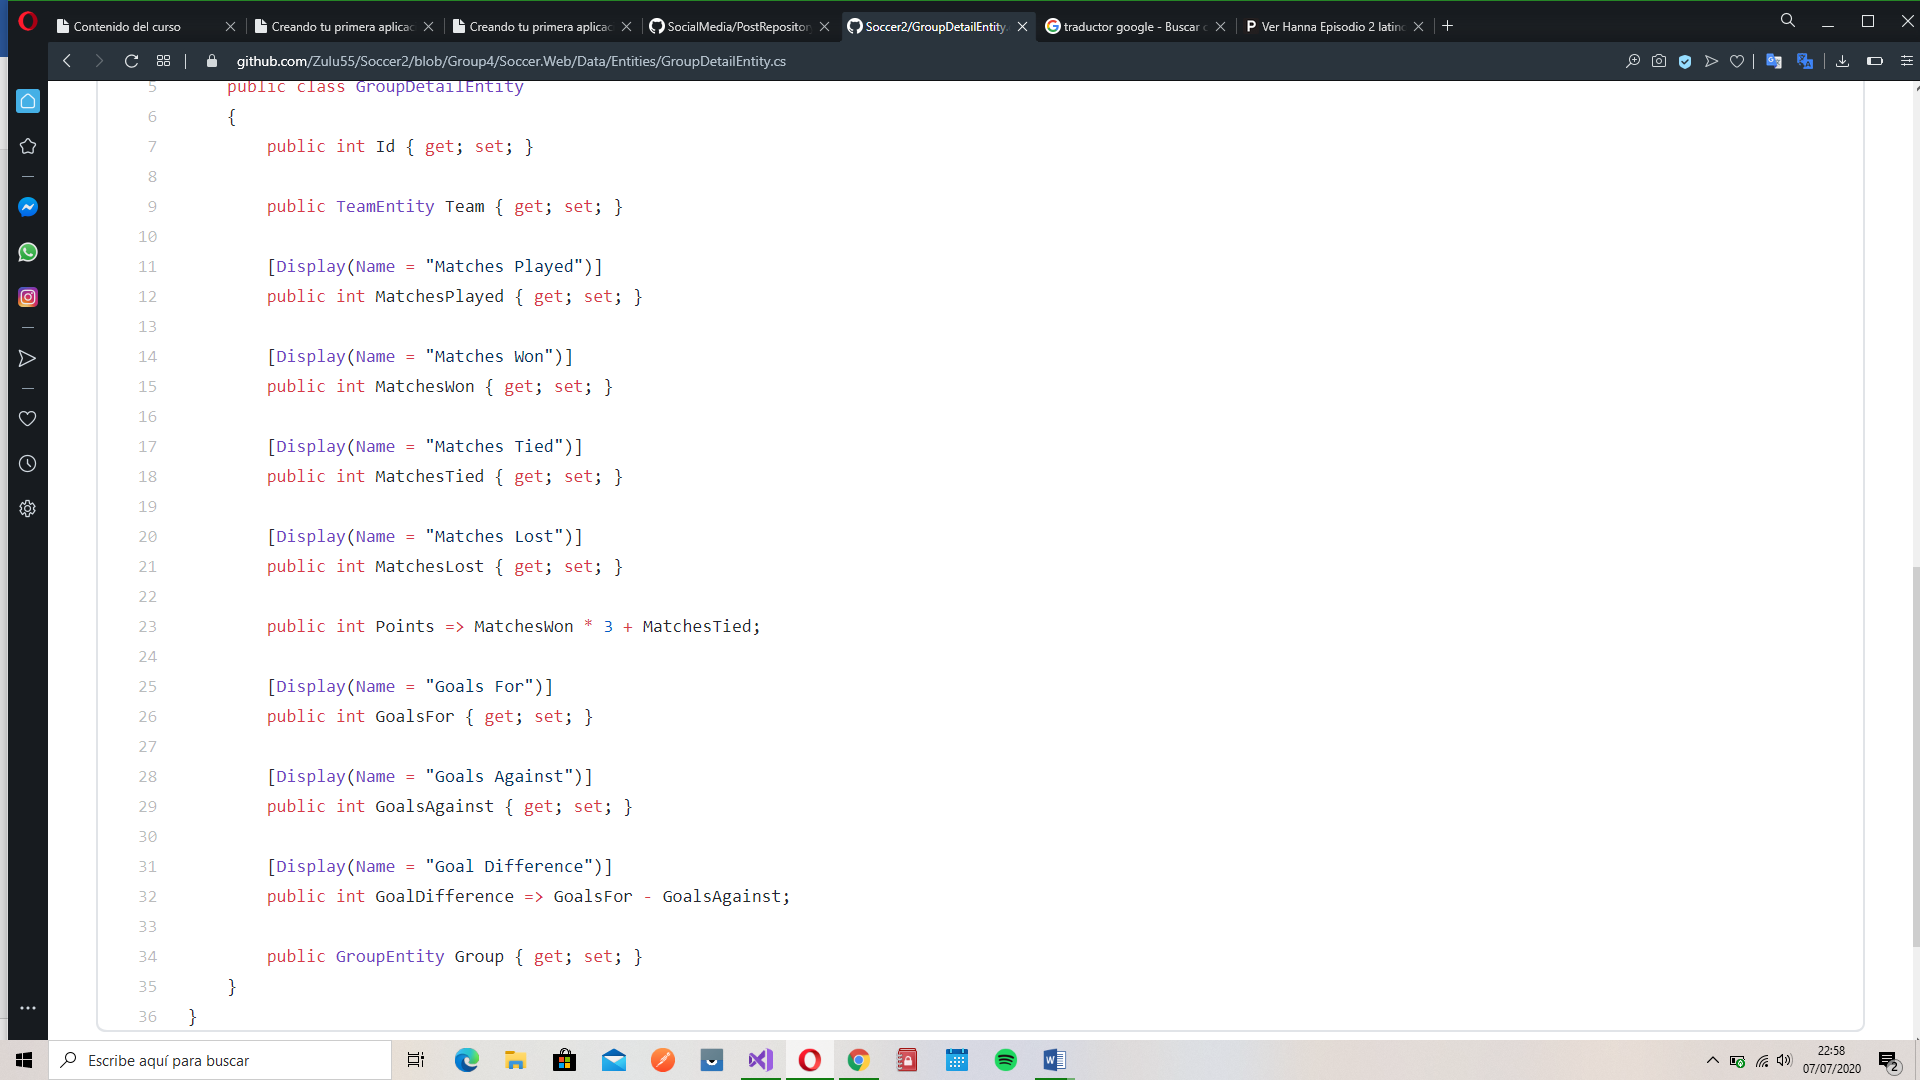 Contenido del curso
Creando tu primera aplicac
Creando tu primera aplicac
SocialMedia/PostRepositor
Soccer2/GroupDetailEntity.
traductor google - Buscar c
Ver Hanna Episodio 2 latino
github.com/Zulu55/Soccer2/blob/Group4/Soccer.Web/Data/Entities/GroupDetailEntity.cs
5 public class GroupDetailEntity
6 {
7 public int Id { get; set; }
8
9 public TeamEntity Team { get; set; }
10
11 [Display(Name = "Matches Played")]
12 public int MatchesPlayed { get; set; }
13
14 [Display(Name = "Matches Won")]
15 public int MatchesWon { get; set; }
16
17 [Display(Name = "Matches Tied")]
18 public int MatchesTied { get; set; }
19
20 [Display(Name = "Matches Lost")]
21 public int MatchesLost { get; set; }
22
23 public int Points => MatchesWon * 3 + MatchesTied;
24
25 [Display(Name = "Goals For")]
26 public int GoalsFor { get; set; }
27
28 [Display(Name = "Goals Against")]
29 public int GoalsAgainst { get; set; }
30
31 [Display(Name = "Goal Difference")]
32 public int GoalDifference => GoalsFor - GoalsAgainst;
33
34 public GroupEntity Group { get; set; }
35 }
36 }
Escribe aquí para buscar
22:58
07/07/2020
2